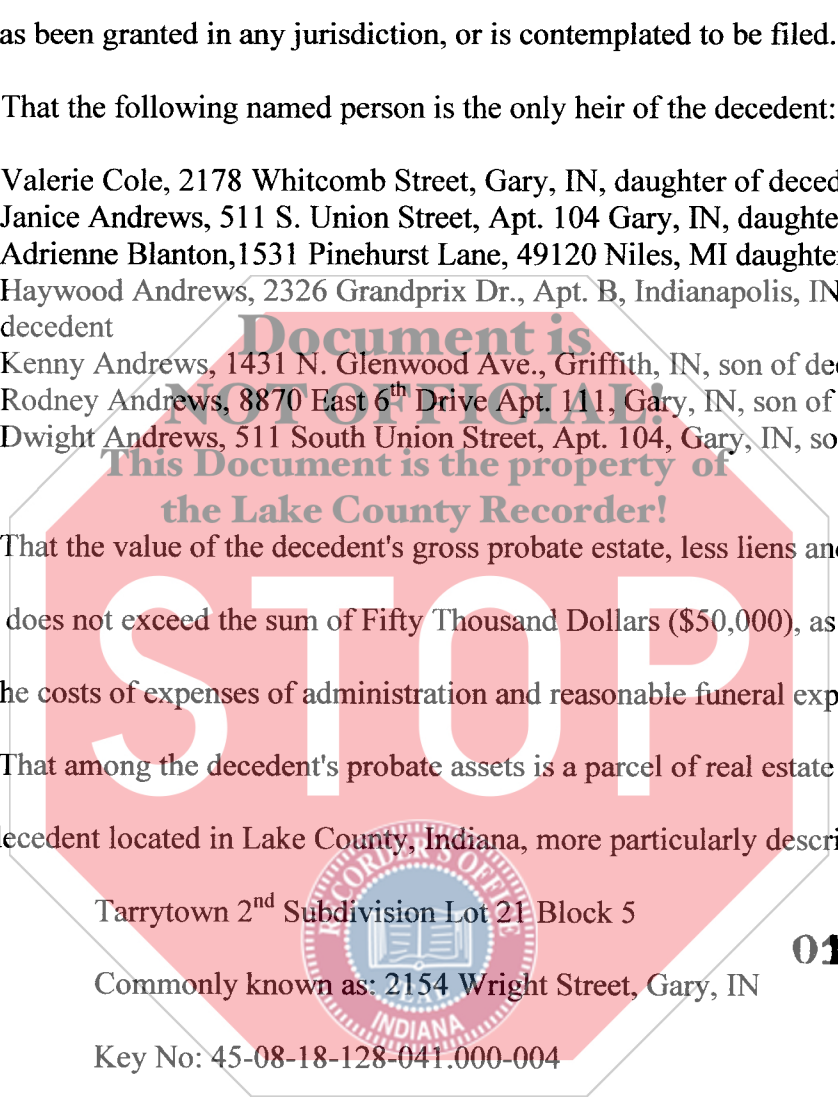 as been granted in any jurisdiction, or is contemplated to be filed.
That the following named person is the only heir of the decedent:
Valerie Cole, 2178 Whitcomb Street, Gary, IN, daughter of deced
Janice Andrews, 511 S. Union Street, Apt. 104 Gary, IN, daughte
Adrienne Blanton,1531 Pinehurst Lane, 49120 Niles, MI daughte
Haywood Andrews, 2326 Grandprix Dr., Apt. B, Indianapolis, IN
decedent
Document is
Kenny Andrews, 1431 N. Glenwood Ave., Griffith, IN, son of de
NOT OFFICIAL!
Rodney Andrews, 8870 East 6th Drive Apt. 111, Gary, IN, son of
Dwight Andrews, 511 South Union Street, Apt. 104, Gary, IN, so
This Document is the property of
the Lake County Recorder!
That the value of the decedent's gross probate estate, less liens an
does not exceed the sum of Fifty Thousand Dollars ($50,000), as
he costs of expenses of administration and reasonable funeral exp
That among the decedent's probate assets is a parcel of real estate
ecedent located in Lake County, Indiana, more particularly descri
STOP
RECORDER'S OFFICE
Tarrytown 2nd Subdivision Lot 21 Block 5
01
Commonly known as: 2154 Wright Street, Gary, IN
INDIANA
Key No: 45-08-18-128-041.000-004